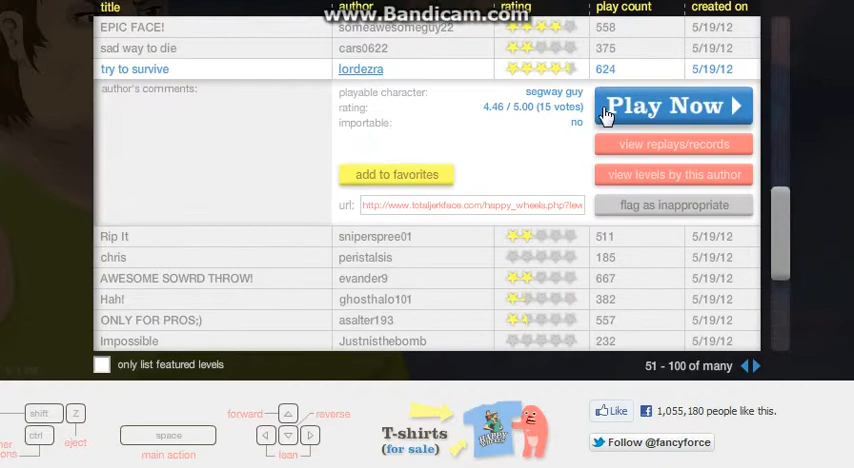 www.Bandicam.com
title author rating play count created on
EPIC FACE! someawesomeguy22 558 5/19/12
sad way to die cars0622 375 5/19/12
try to survive lordezra 624 5/19/12
author's comments:
playable character: segway guy
rating: 4.46 / 5.00 (15 votes)
importable: no
Play Now
view replays/records
add to favorites
view levels by this author
url: http://www.totaljerkface.com/happy_wheels.php?lev
flag as inappropriate
Rip It sniperspree01 511 5/19/12
chris peristalsis 185 5/19/12
AWESOME SOWRD THROW! evander9 667 5/19/12
Hah! ghosthalo101 382 5/19/12
ONLY FOR PROS;) asalter193 557 5/19/12
Impossible Justnisthebomb 232 5/19/12
only list featured levels
51 - 100 of many
shift Z
ctrl eject
space
main action
forward reverse
lean
T-shirts
(for sale)
HAPPY
Like 1,055,180 people like this.
Follow @fancyforce